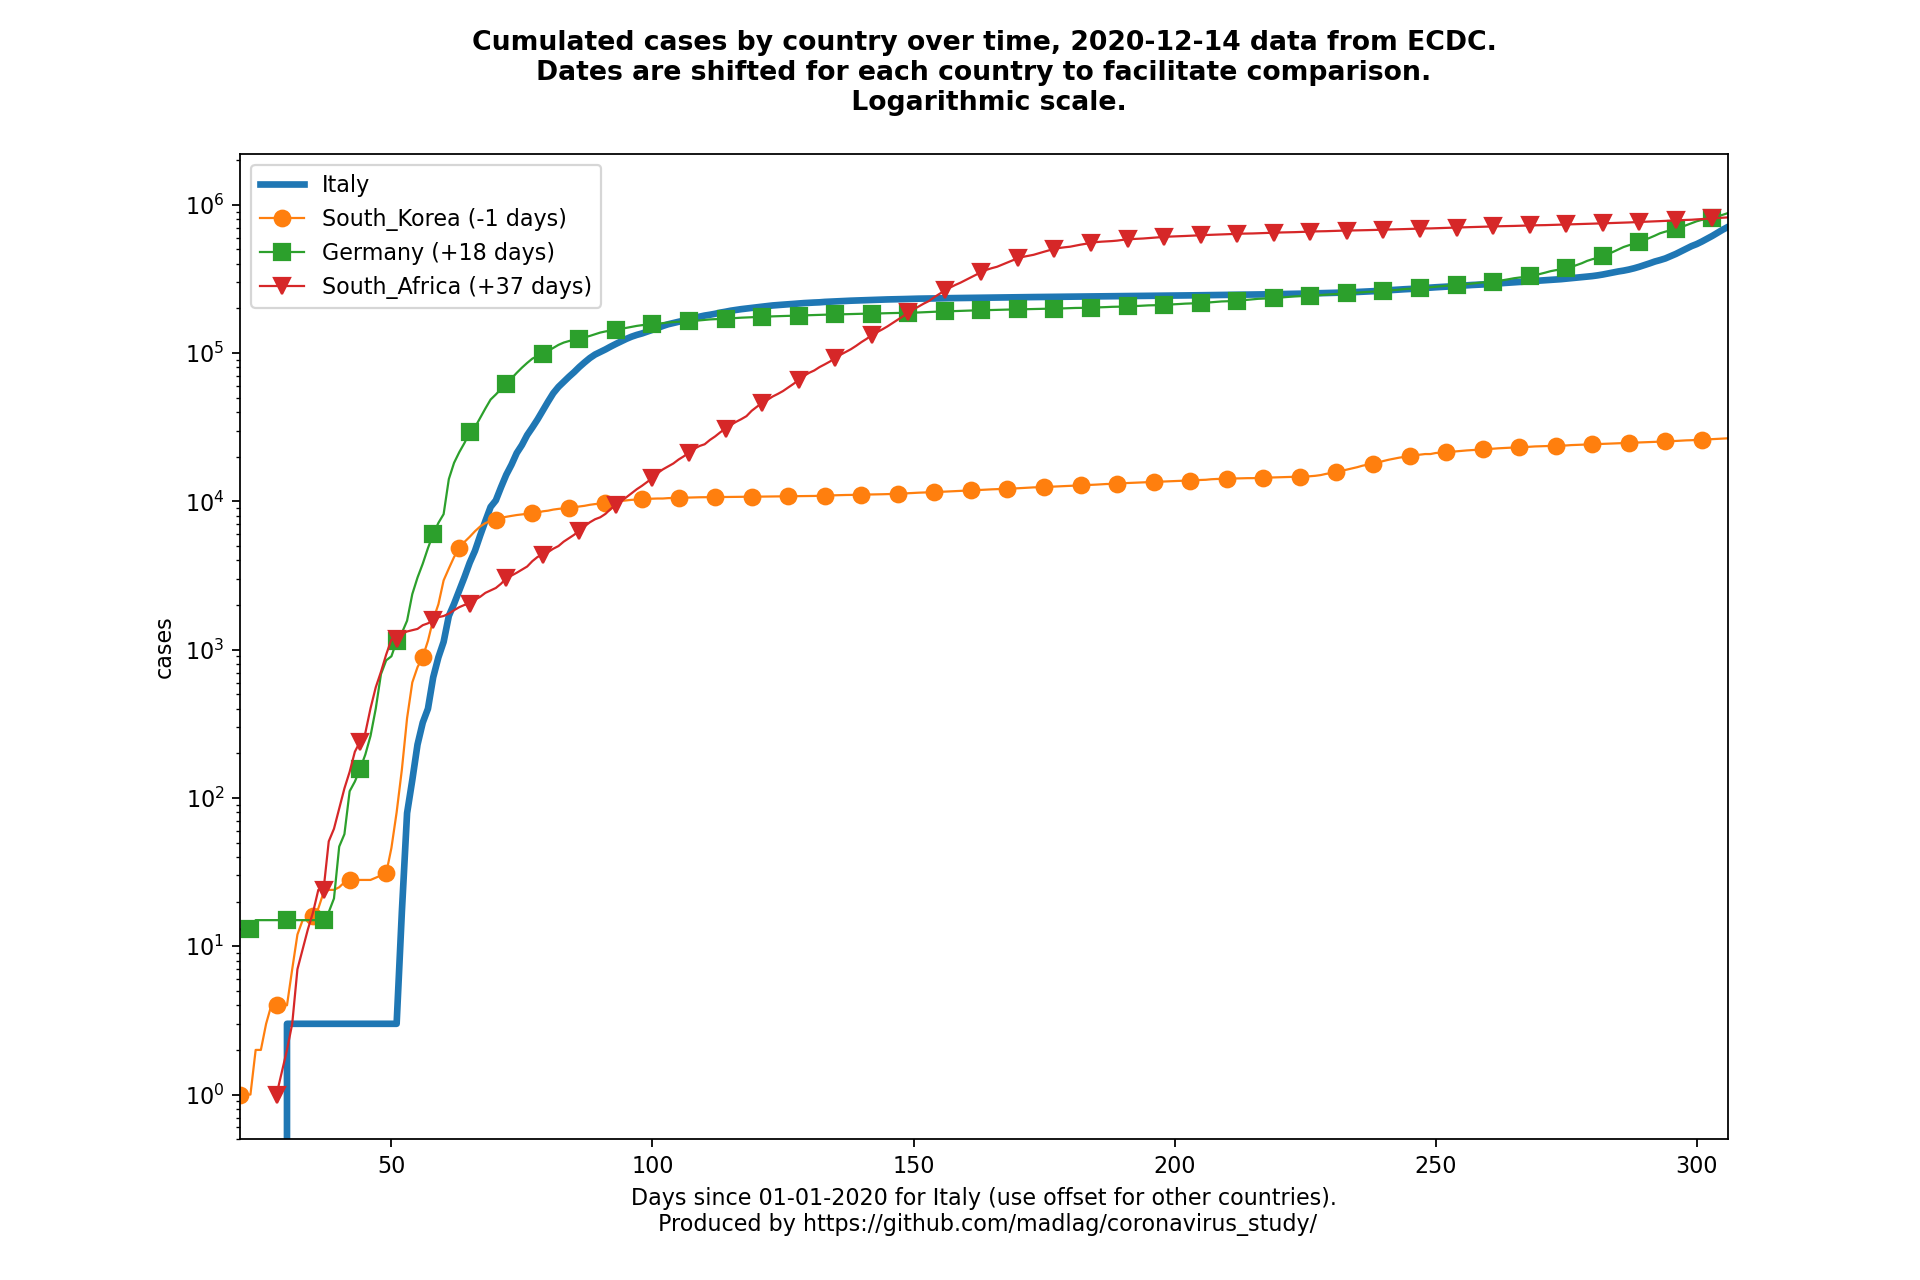 Cumulated cases by country over time, 2020-12-14 data from ECDC.
Dates are shifted for each country to facilitate comparison.
Logarithmic scale.
Italy
South_Korea (-1 days)
Germany (+18 days)
South_Africa (+37 days)
10^6
10^5
10^4
10^3
10^2
10^1
10^0
cases
50 100 150 200 250 300
Days since 01-01-2020 for Italy (use offset for other countries).
Produced by https://github.com/madlag/coronavirus_study/